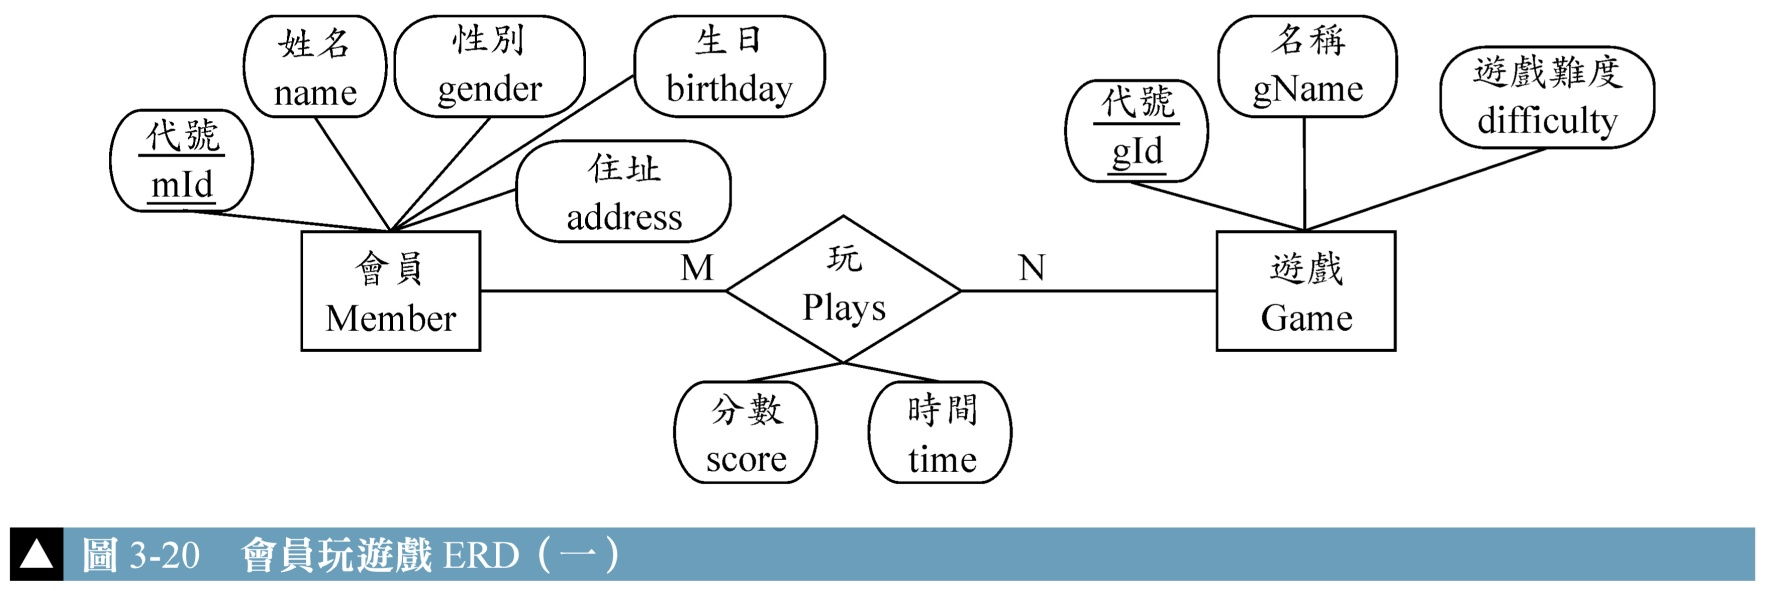 姓名
name
性別
gender
生日
birthday
代號
mId
住址
address
會員
Member
M
玩
Plays
N
分數
score
時間
time
名稱
gName
遊戲難度
difficulty
代號
gId
遊戲
Game
▲ 圖 3-20 會員玩遊戲 ERD（一）